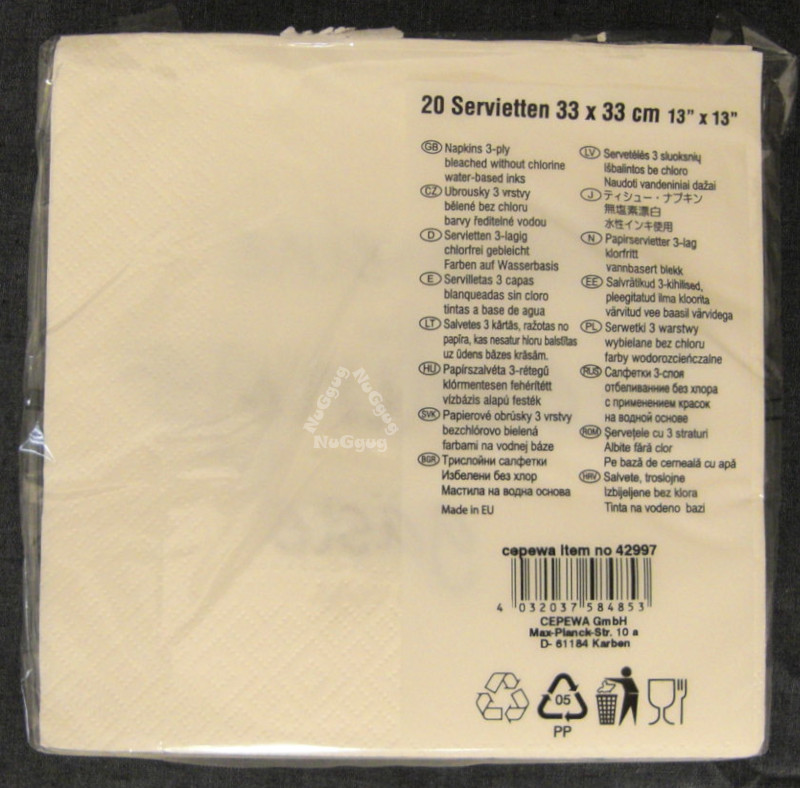 20 Servietten 33 x 33 cm 13” x 13”
GB Napkins 3-ply
bleached without chlorine
water-based inks
CZ Ubrousky 3 vrstvy
bělené bez chloru
barvy ředitelné vodou
D Servietten 3-lagig
chlorfrei gebleicht
Farben auf Wasserbasis
E Servilletas 3 capas
blanqueadas sin cloro
tintas a base de agua
LT Salvetes 3 kārtās, ražotas no
papīra, kas nesatur hloru balstītas
uz ūdens bāzes krāsām.
HU Papírszalvéta 3-rétegű
klórmentesen fehérített
vízbázis alapú festék
SVK Papierové obrúsky 3 vrstvy
bezchlórovo bielená
farbami na vodnej báze
BGR Трислойни салфетки
Избелени без хлор
Мастила на водна основа
Made in EU
LV Servetėlės 3 sluoksnių
išbalintos be chloro
Naudoti vandeniniai dažai
J ティシュー・ナプキン
無塩素漂白
水性インキ使用
N Papirservietter 3-lag
klorfritt
vannbasert blekk
EE Salvrätikud 3-kihilised,
pleegitatud ilma kloorita
värvitud vee baasil värvidega
PL Serwetki 3 warstwy
wybielane bez chloru
farby wodorozcieńczalne
RUS Салфетки 3-слоя
отбеливанние без хлора
с применением красок
на водной основе
ROM Șervețele cu 3 straturi
Albite fără clor
Pe bază de cerneală cu apă
HRV Salvete, troslojne
Izbijeljene bez klora
Tinta na vodeno bazi
cepewa Item no 42997
4 032037 584853
CEPEWA GmbH
Max-Planck-Str. 10 a
D- 61184 Karben
05
PP
NuGgug
NuGgug
NuGgug